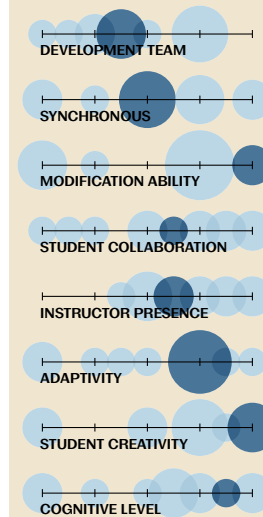 DEVELOPMENT TEAM
SYNCHRONOUS
MODIFICATION ABILITY
STUDENT COLLABORATION
INSTRUCTOR PRESENCE
ADAPTIVITY
STUDENT CREATIVITY
COGNITIVE LEVEL